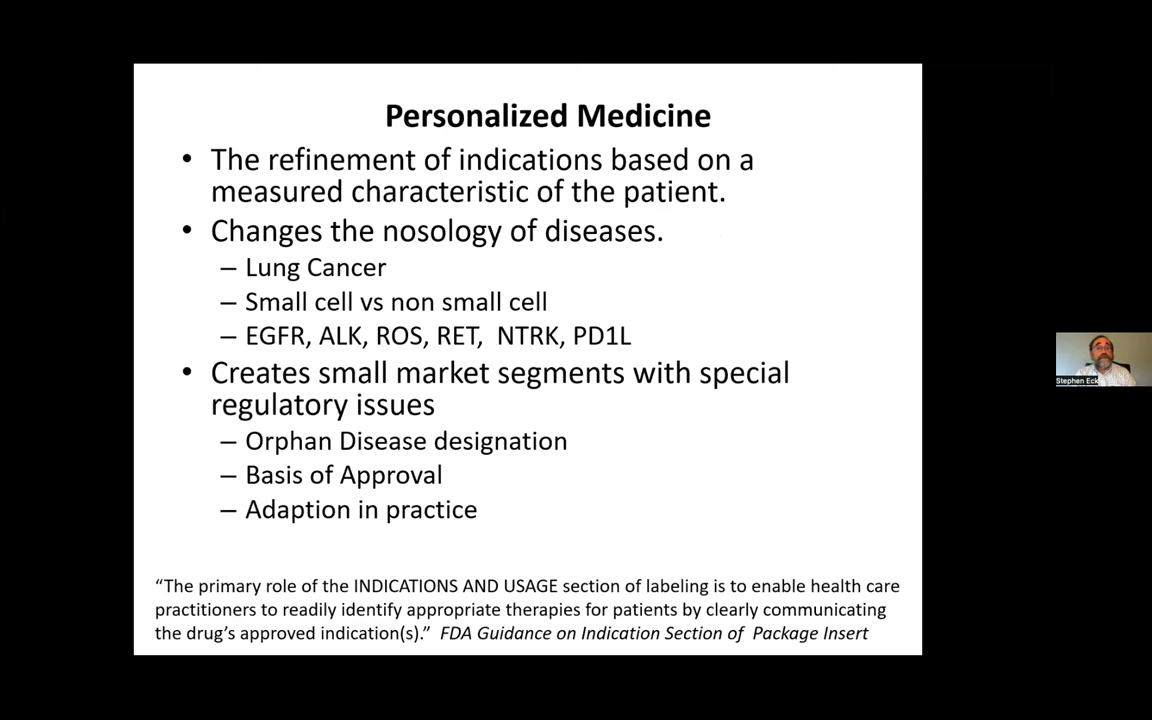 Personalized Medicine
• The refinement of indications based on a
measured characteristic of the patient.
• Changes the nosology of diseases.
– Lung Cancer
– Small cell vs non small cell
– EGFR, ALK, ROS, RET, NTRK, PD1L
• Creates small market segments with special
regulatory issues
– Orphan Disease designation
– Basis of Approval
– Adaption in practice
“The primary role of the INDICATIONS AND USAGE section of labeling is to enable health care
practitioners to readily identify appropriate therapies for patients by clearly communicating
the drug’s approved indication(s).” FDA Guidance on Indication Section of Package Insert
Stephen Eck